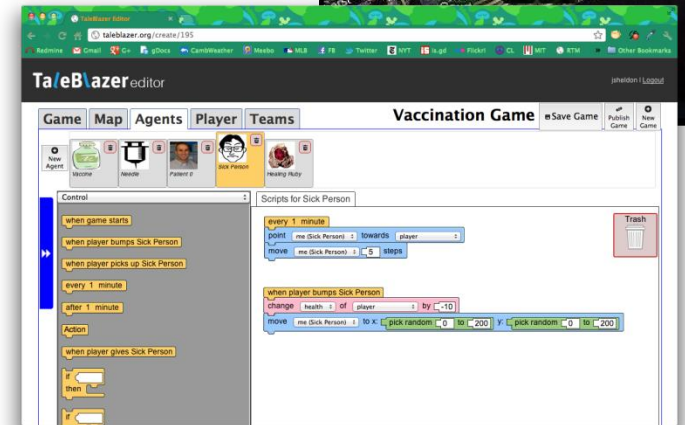 TaleBlazer Editor
taleblazer.org/create/195
Redmine Gmail G+ gDocs CambWeather Meebo MLB FB Twitter NYT is.gd Flickr! CL MIT RTM » Other Bookmarks
TaleBlazer editor
jsheldon | Logout
Game Map Agents Player Teams
Vaccination Game
Save Game
Publish Game
New Game
New Agent
Vaccine
Needle
Patient 0
Sick Person
Healing Ruby
Control
when game starts
when player bumps Sick Person
when player picks up Sick Person
every 1 minute
after 1 minute
Action
when player gives Sick Person
if
then
if
Scripts for Sick Person
every 1 minute
point me (Sick Person) towards player
move me (Sick Person) 5 steps
when player bumps Sick Person
change health of player by -10
move me (Sick Person) to x: pick random 0 to 200 y: pick random 0 to 200
Trash